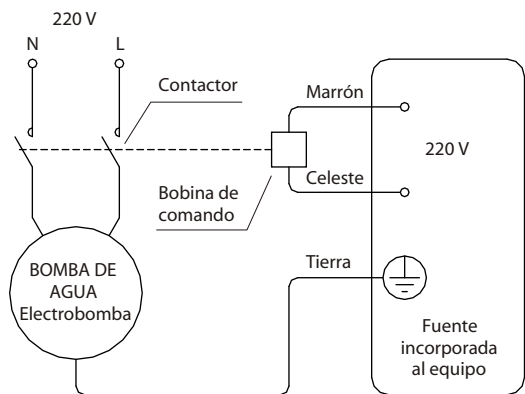 220 V
N
L
Contactor
Marrón
220 V
Celeste
Bobina de
comando
BOMBA DE
AGUA
Electrobomba
Tierra
Fuente
incorporada
al equipo